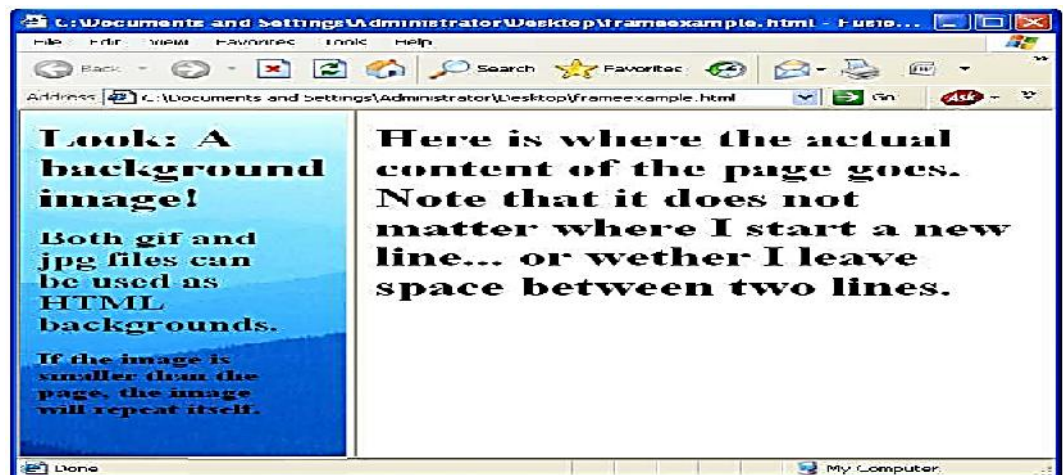 C:\Documents and Settings\Administrator\Desktop\frameexample.html - Fusio...
File Edit View Favorites Tools Help
Back Search Favorites
Address C:\Documents and Settings\Administrator\Desktop\frameexample.html Go Ask
Look: A
background
image!
Both gif and
jpg files can
be used as
HTML
backgrounds.
If the image is
smaller than the
page, the image
will repeat itself.
Here is where the actual
content of the page goes.
Note that it does not
matter where I start a new
line... or wether I leave
space between two lines.
Done My Computer